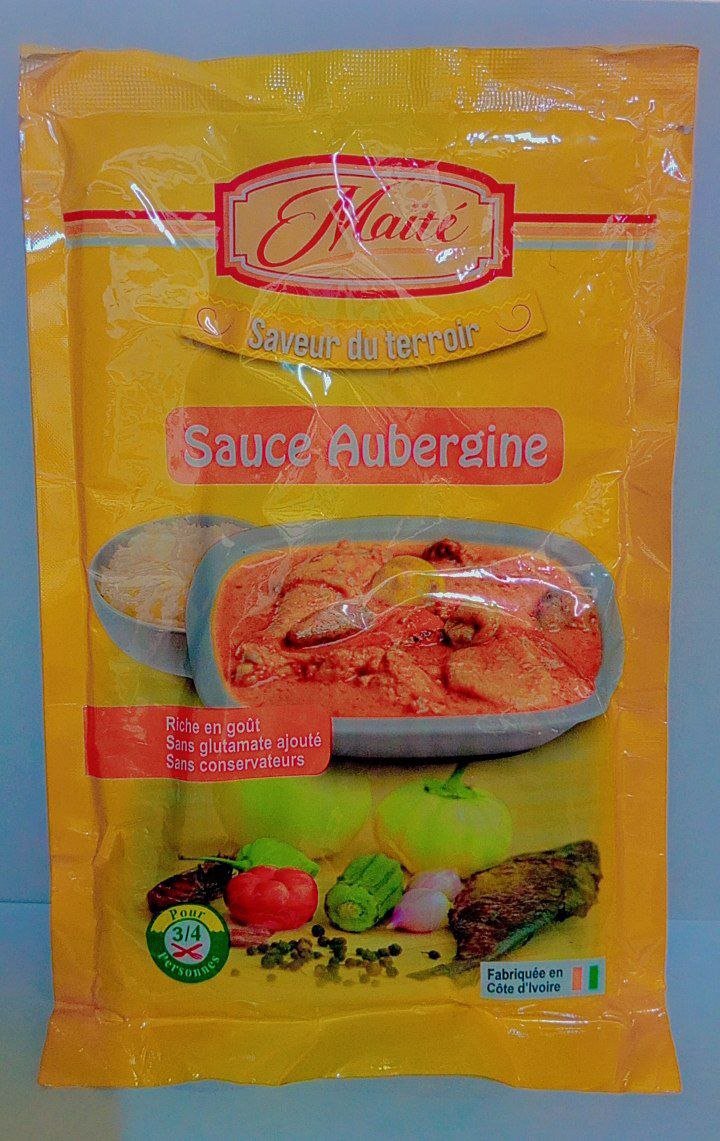 Maïté
Saveur du terroir
Sauce Aubergine
Riche en goût
Sans glutamate ajouté
Sans conservateurs
Pour
3/4
Personnes
Fabriquée en
Côte d'Ivoire